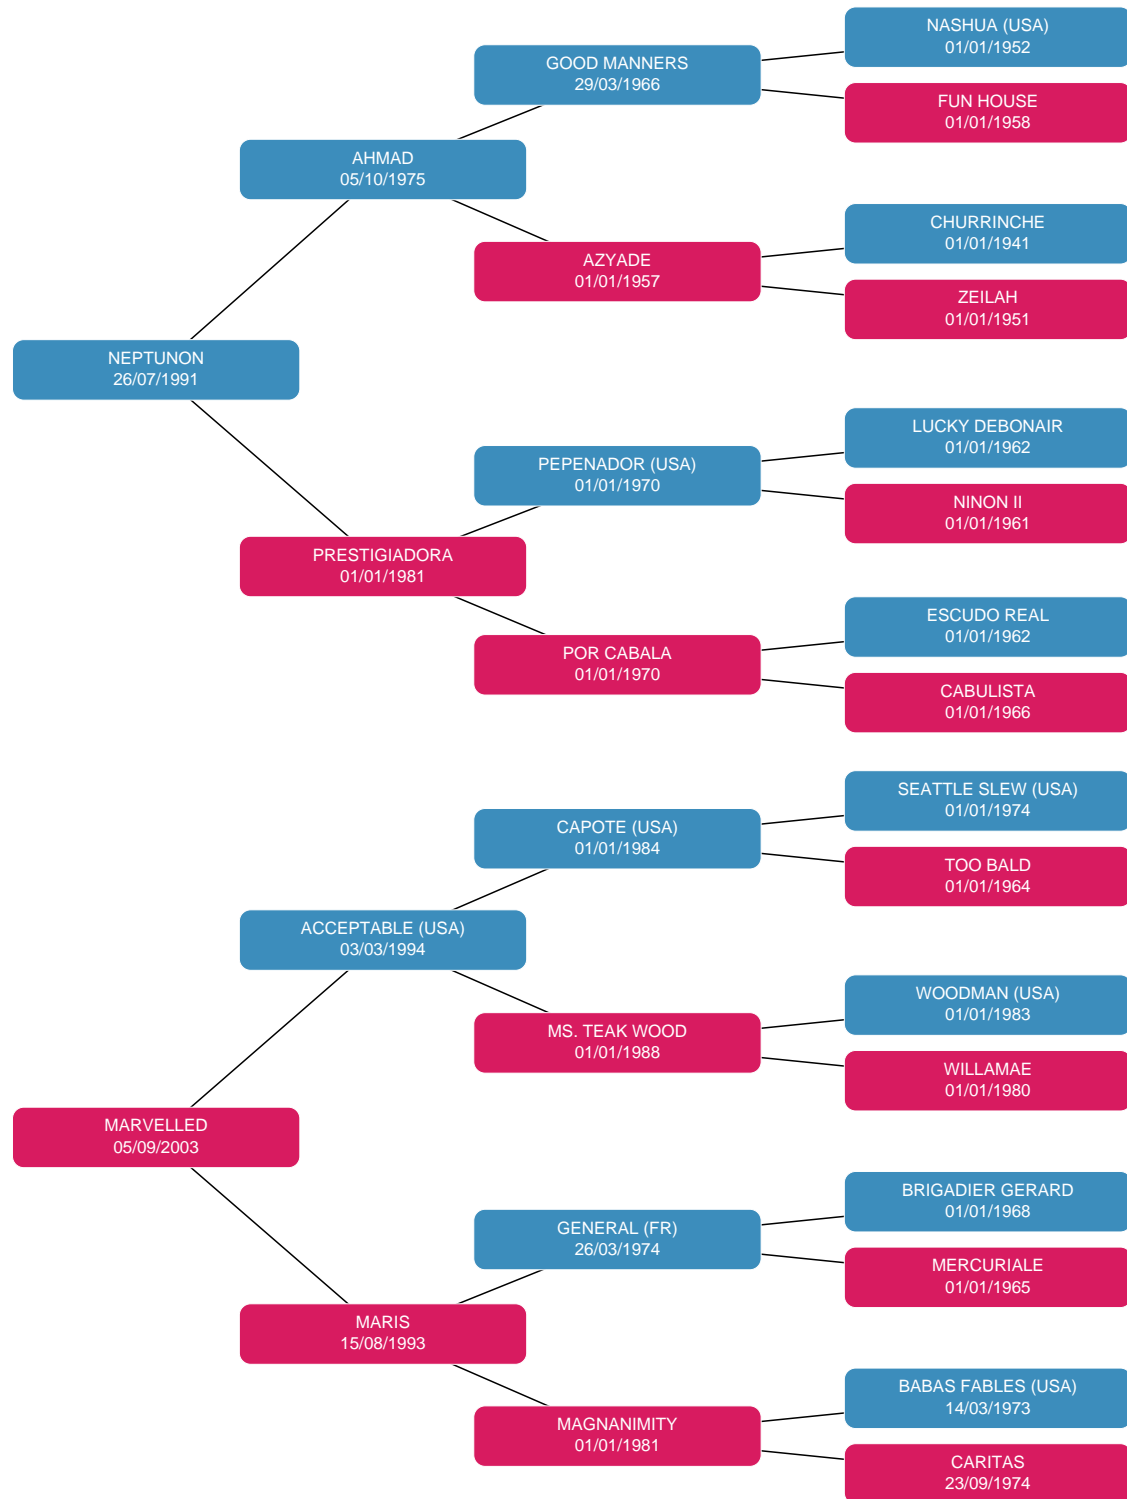 NASHUA (USA)
01/01/1952
GOOD MANNERS
29/03/1966
FUN HOUSE
01/01/1958
AHMAD
05/10/1975
CHURRINCHE
01/01/1941
AZYADE
01/01/1957
ZEILAH
01/01/1951
NEPTUNON
26/07/1991
LUCKY DEBONAIR
01/01/1962
PEPENADOR (USA)
01/01/1970
NINON II
01/01/1961
PRESTIGIADORA
01/01/1981
ESCUDO REAL
01/01/1962
POR CABALA
01/01/1970
CABULISTA
01/01/1966
SEATTLE SLEW (USA)
01/01/1974
CAPOTE (USA)
01/01/1984
TOO BALD
01/01/1964
ACCEPTABLE (USA)
03/03/1994
WOODMAN (USA)
01/01/1983
MS. TEAK WOOD
01/01/1988
WILLAMAE
01/01/1980
MARVELLED
05/09/2003
BRIGADIER GERARD
01/01/1968
GENERAL (FR)
26/03/1974
MERCURIALE
01/01/1965
MARIS
15/08/1993
BABAS FABLES (USA)
14/03/1973
MAGNANIMITY
01/01/1981
CARITAS
23/09/1974